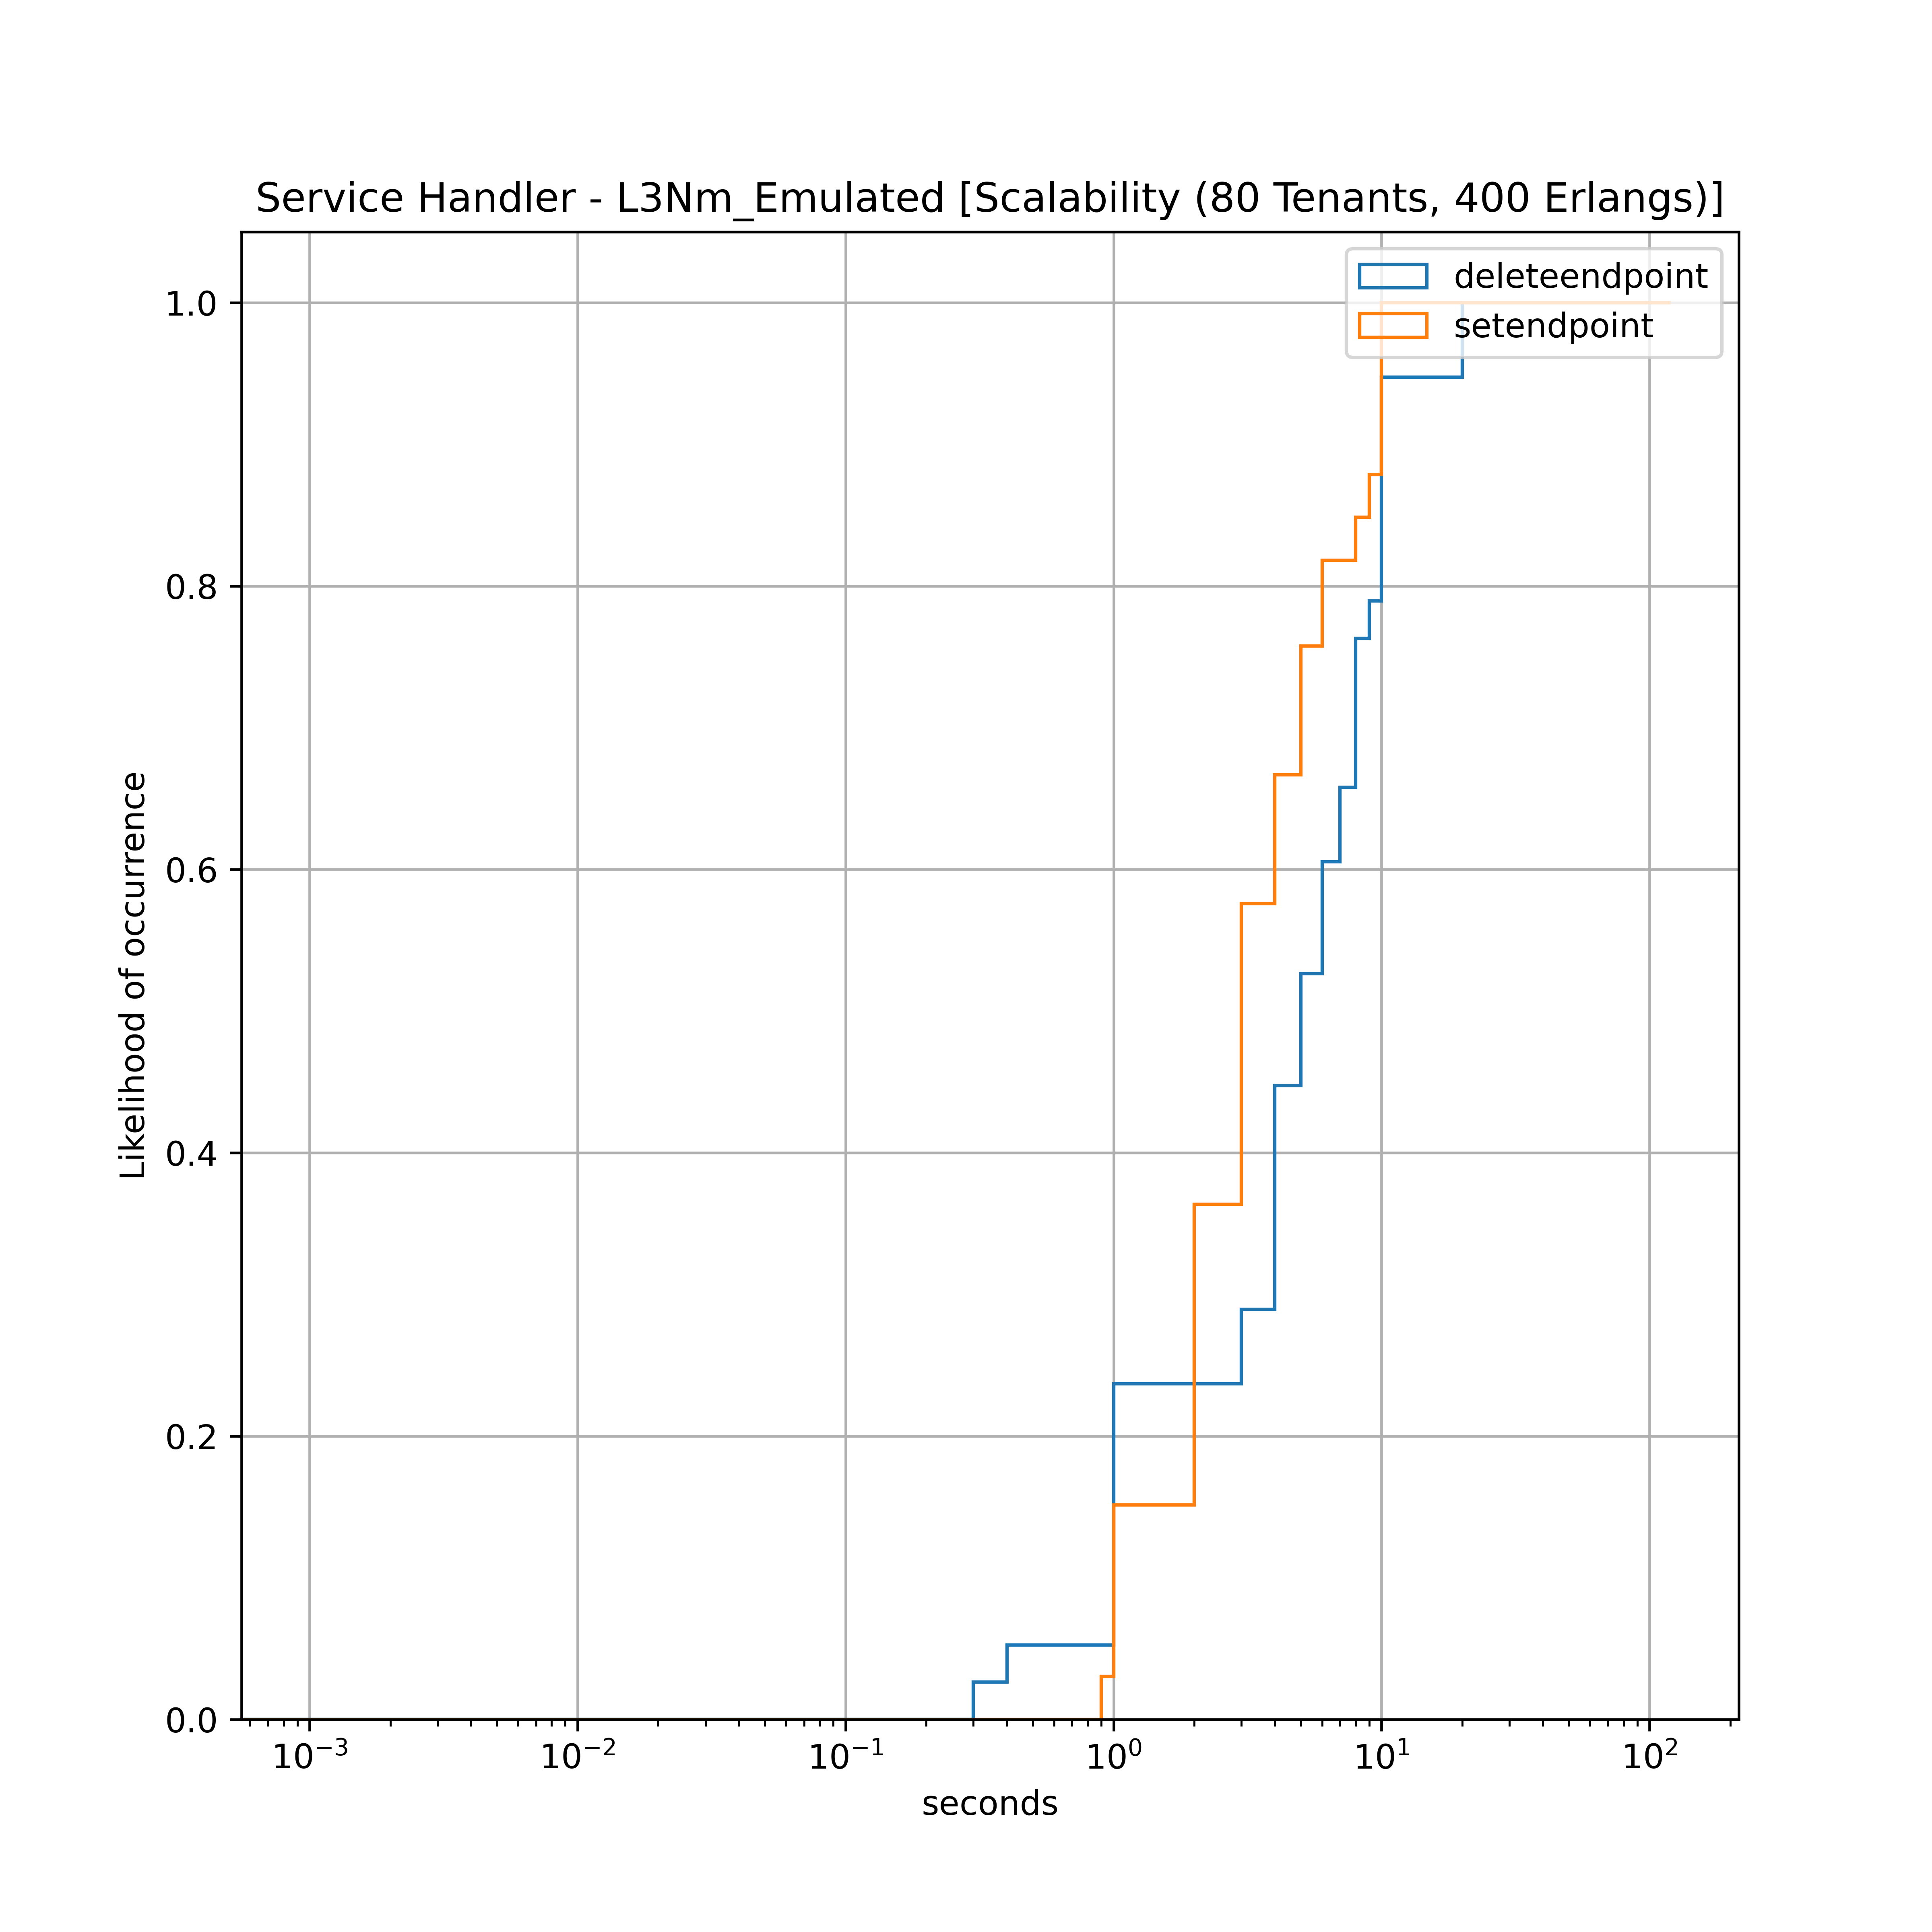 Service Handler - L3Nm_Emulated [Scalability (80 Tenants, 400 Erlangs)]
deleteendpoint
setendpoint
1.0
0.8
0.6
0.4
0.2
0.0
Likelihood of occurrence
10⁻³ 10⁻² 10⁻¹ 10⁰ 10¹ 10²
seconds